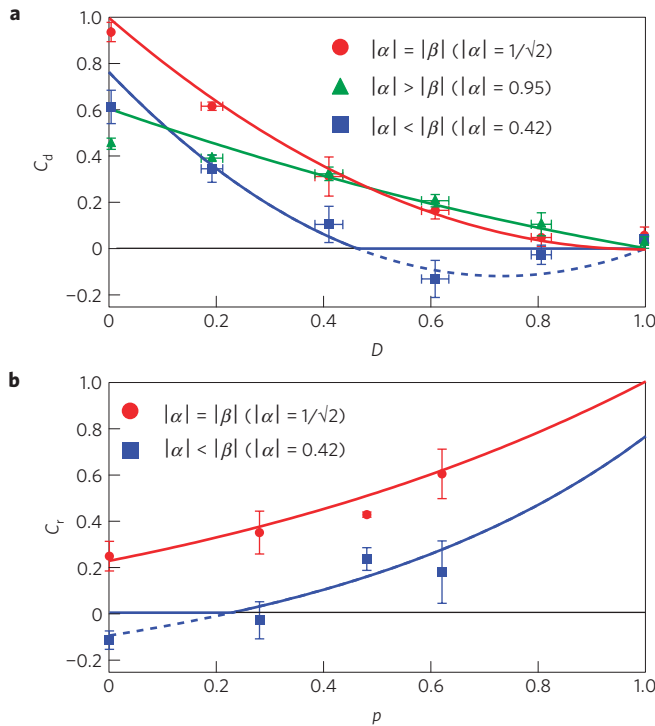 a
1.0
0.8
0.6
0.4
0.2
0
−0.2
C_d
|α| = |β| (|α| = 1/√2)
|α| > |β| (|α| = 0.95)
|α| < |β| (|α| = 0.42)
0 0.2 0.4 0.6 0.8 1.0
D
b
1.0
0.8
0.6
0.4
0.2
0
−0.2
C_r
|α| = |β| (|α| = 1/√2)
|α| < |β| (|α| = 0.42)
0 0.2 0.4 0.6 0.8 1.0
p